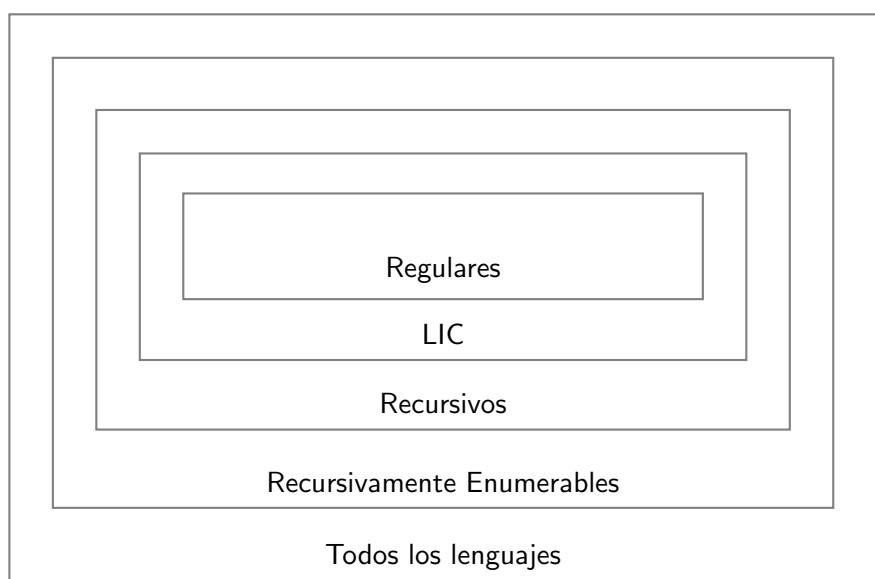 Regulares
LIC
Recursivos
Recursivamente Enumerables
Todos los lenguajes